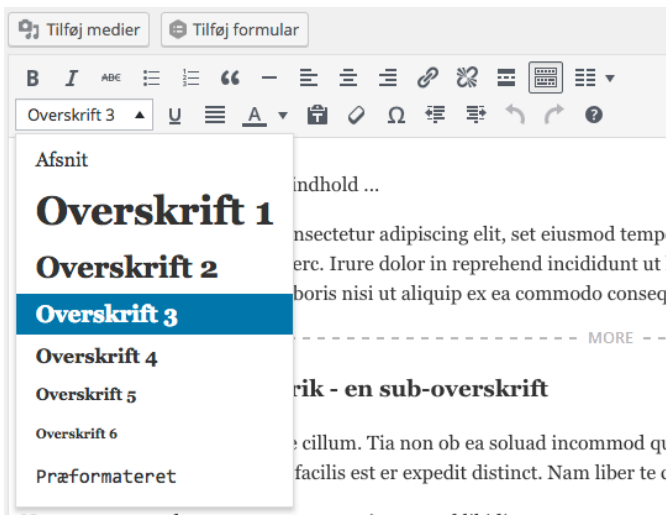 Tilføj medier Tilføj formular
B I ABE
Overskrift 3 U A T Ω ?
Afsnit
Overskrift 1
Overskrift 2
Overskrift 3
Overskrift 4
Overskrift 5
Overskrift 6
Præformateret
indhold ...
nsectetur adipiscing elit, set eiusmod temp
erc. Irure dolor in reprehend incididunt ut
boris nisi ut aliquip ex ea commodo conseq
MORE
rik - en sub-overskrift
cillum. Tia non ob ea soluad incommod qu
facilis est er expedit distinct. Nam liber te c